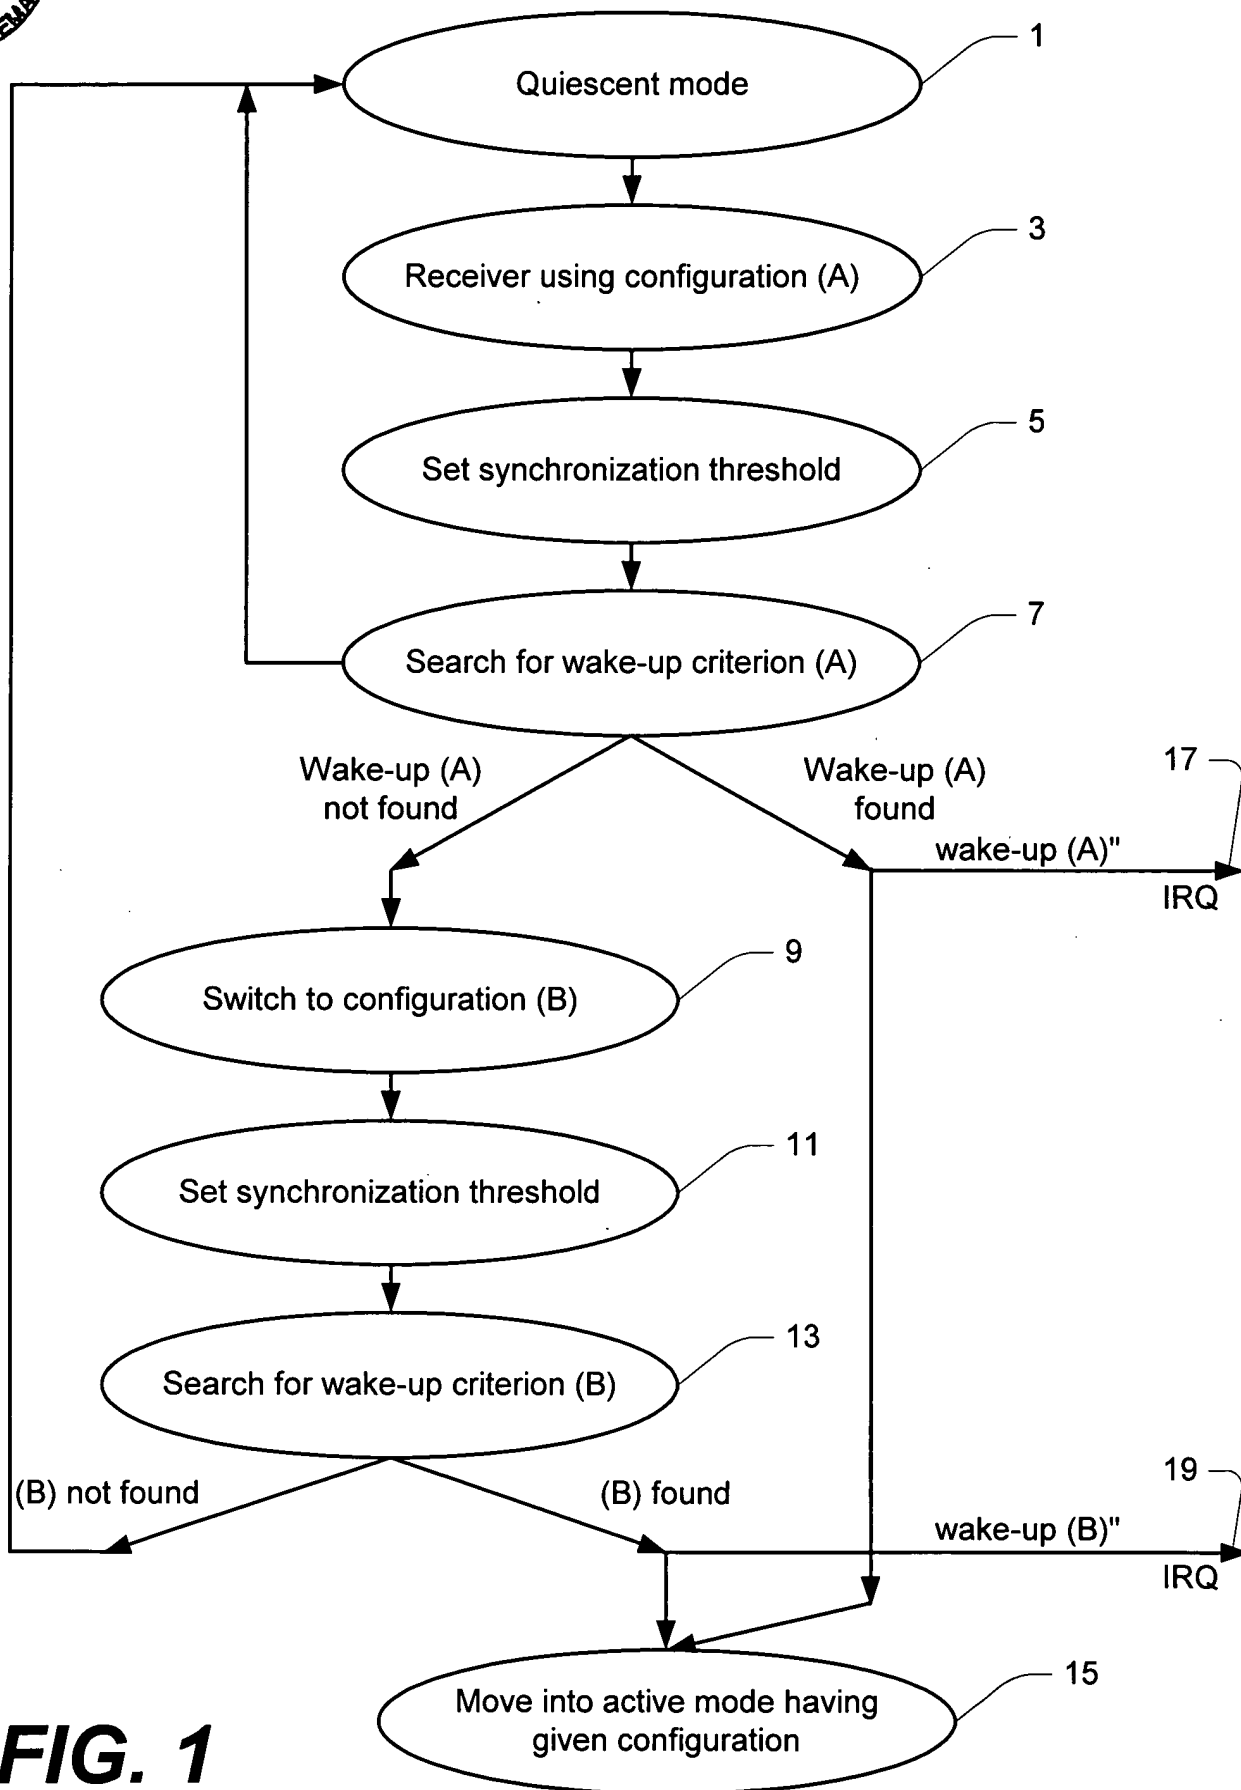 1
Quiescent mode
3
Receiver using configuration (A)
5
Set synchronization threshold
7
Search for wake-up criterion (A)
Wake-up (A)
not found
Wake-up (A)
found
17
wake-up (A)"
IRQ
9
Switch to configuration (B)
11
Set synchronization threshold
13
Search for wake-up criterion (B)
(B) not found
(B) found
19
wake-up (B)"
IRQ
15
Move into active mode having
given configuration
FIG. 1